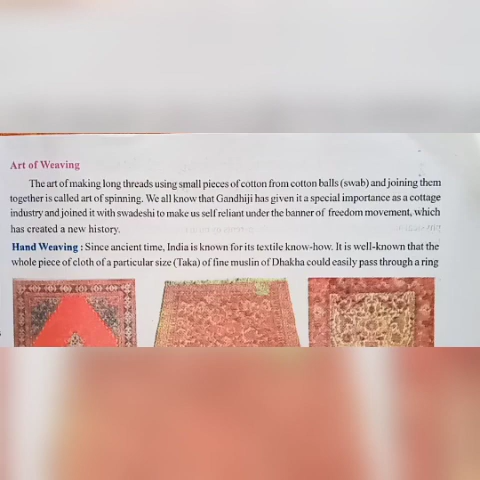 Art of Weaving
The art of making long threads using small pieces of cotton from cotton balls (swab) and joining them
together is called art of spinning. We all know that Gandhiji has given it a special importance as a cottage
industry and joined it with swadeshi to make us self reliant under the banner of freedom movement, which
has created a new history.
Hand Weaving : Since ancient time, India is known for its textile know-how. It is well-known that the
whole piece of cloth of a particular size (Taka) of fine muslin of Dhakha could easily pass through a ring